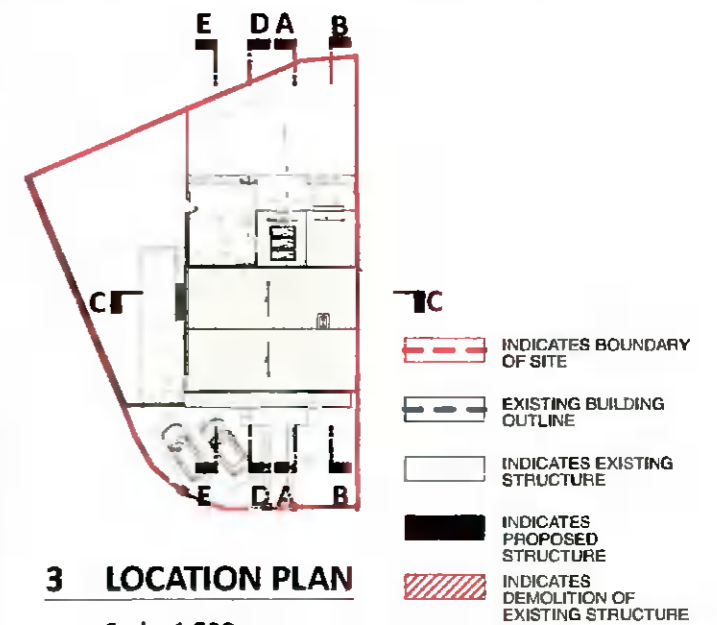 E D A B
C C
E D A B
INDICATES BOUNDARY
OF SITE
EXISTING BUILDING
OUTLINE
INDICATES EXISTING
STRUCTURE
INDICATES
PROPOSED
STRUCTURE
INDICATES
DEMOLITION OF
EXISTING STRUCTURE
3 LOCATION PLAN